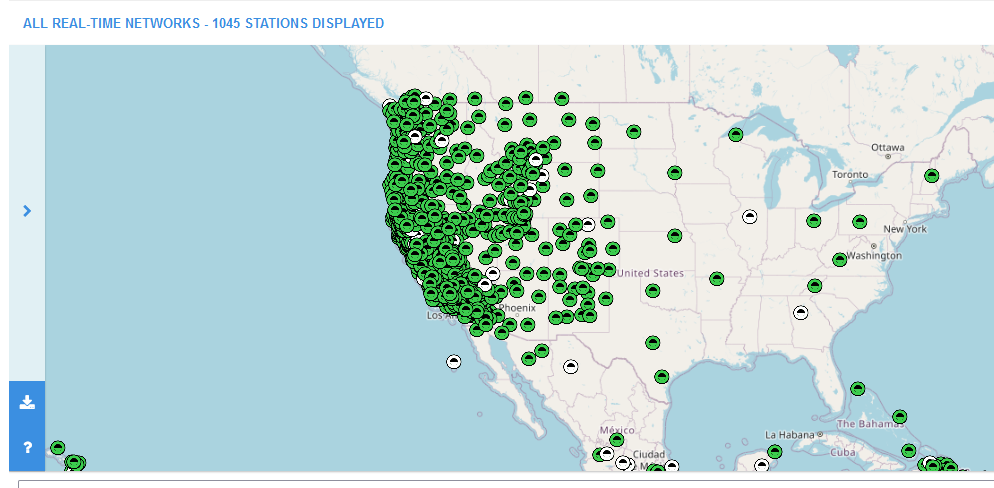 ALL REAL-TIME NETWORKS - 1045 STATIONS DISPLAYED
Ottawa
Toronto
New York
Washington
United States
Phoenix
Los
The Bahamas
México
La Habana
Cuba
Ciudad
?